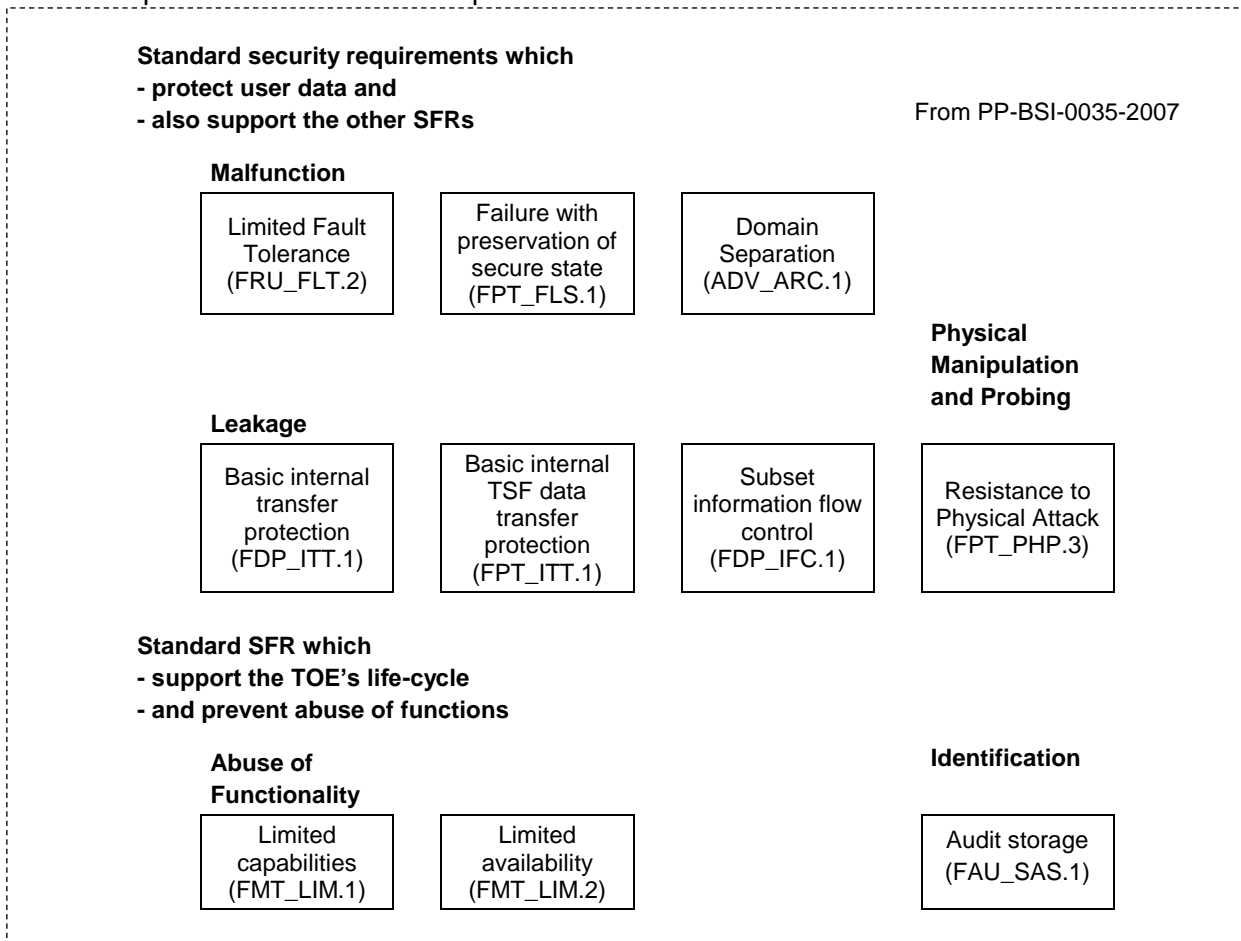 Standard security requirements which
- protect user data and
- also support the other SFRs
From PP-BSI-0035-2007
Malfunction
Limited Fault
Tolerance
(FRU_FLT.2)
Failure with
preservation of
secure state
(FPT_FLS.1)
Domain
Separation
(ADV_ARC.1)
Physical
Manipulation
and Probing
Leakage
Basic internal
transfer
protection
(FDP_ITT.1)
Basic internal
TSF data
transfer
protection
(FPT_ITT.1)
Subset
information flow
control
(FDP_IFC.1)
Resistance to
Physical Attack
(FPT_PHP.3)
Standard SFR which
- support the TOE's life-cycle
- and prevent abuse of functions
Abuse of
Functionality
Identification
Limited
capabilities
(FMT_LIM.1)
Limited
availability
(FMT_LIM.2)
Audit storage
(FAU_SAS.1)